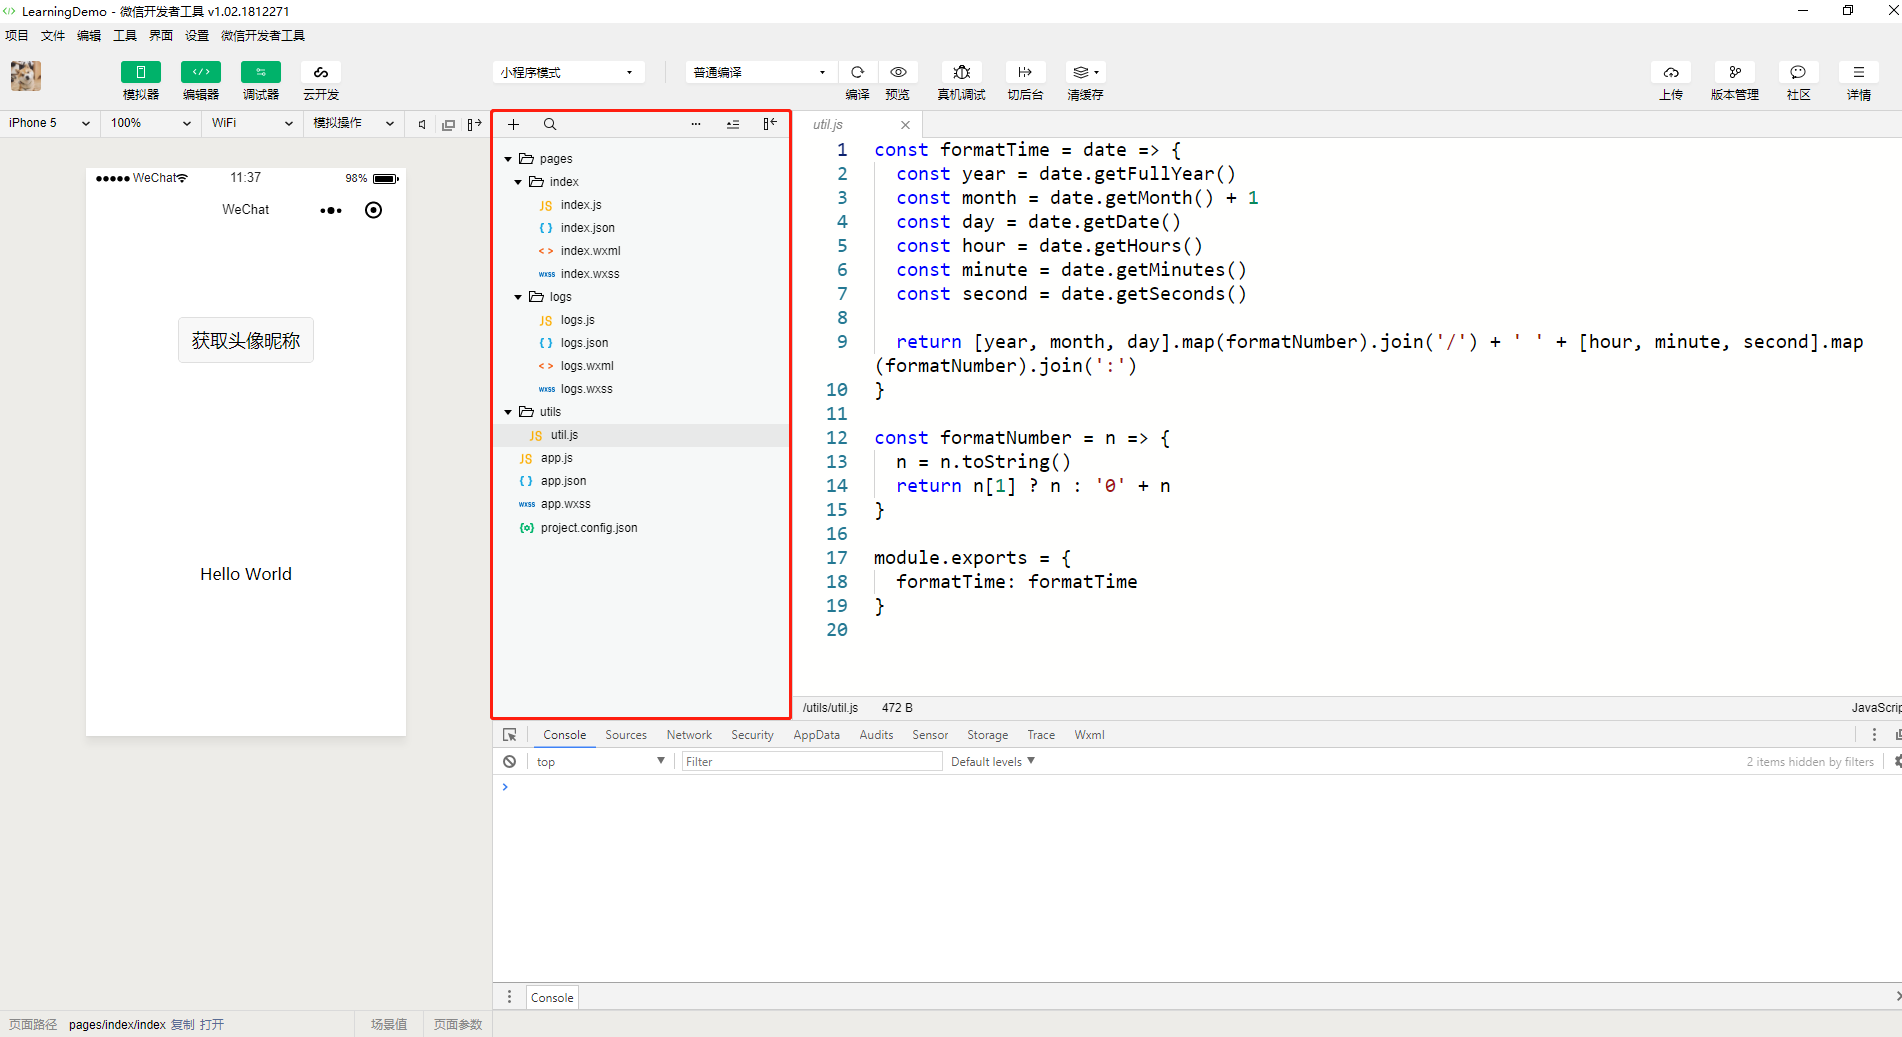 LearningDemo - 微信开发者工具 v1.02.1812271
项目 文件 编辑 工具 界面 设置 微信开发者工具
小程序模式 普通编译
模拟器 编辑器 调试器 云开发 编译 预览 真机调试 切后台 清缓存 上传 版本管理 社区 详情
iPhone 5 100% WiFi 模拟操作
WeChat 11:37 98%
WeChat
获取头像昵称
Hello World
pages
index
JS index.js
{ } index.json
< > index.wxml
wxss index.wxss
logs
JS logs.js
{ } logs.json
< > logs.wxml
wxss logs.wxss
utils
JS util.js
JS app.js
{ } app.json
wxss app.wxss
{o} project.config.json
util.js
1 const formatTime = date => {
2 const year = date.getFullYear()
3 const month = date.getMonth() + 1
4 const day = date.getDate()
5 const hour = date.getHours()
6 const minute = date.getMinutes()
7 const second = date.getSeconds()
8
9 return [year, month, day].map(formatNumber).join('/') + ' ' + [hour, minute, second].map
(formatNumber).join(':')
10 }
11
12 const formatNumber = n => {
13 n = n.toString()
14 return n[1] ? n : '0' + n
15 }
16
17 module.exports = {
18 formatTime: formatTime
19 }
20
/utils/util.js 472 B JavaScrip
Console Sources Network Security AppData Audits Sensor Storage Trace Wxml
top Filter Default levels 2 items hidden by filters
Console
页面路径 pages/index/index 复制 打开 场景值 页面参数